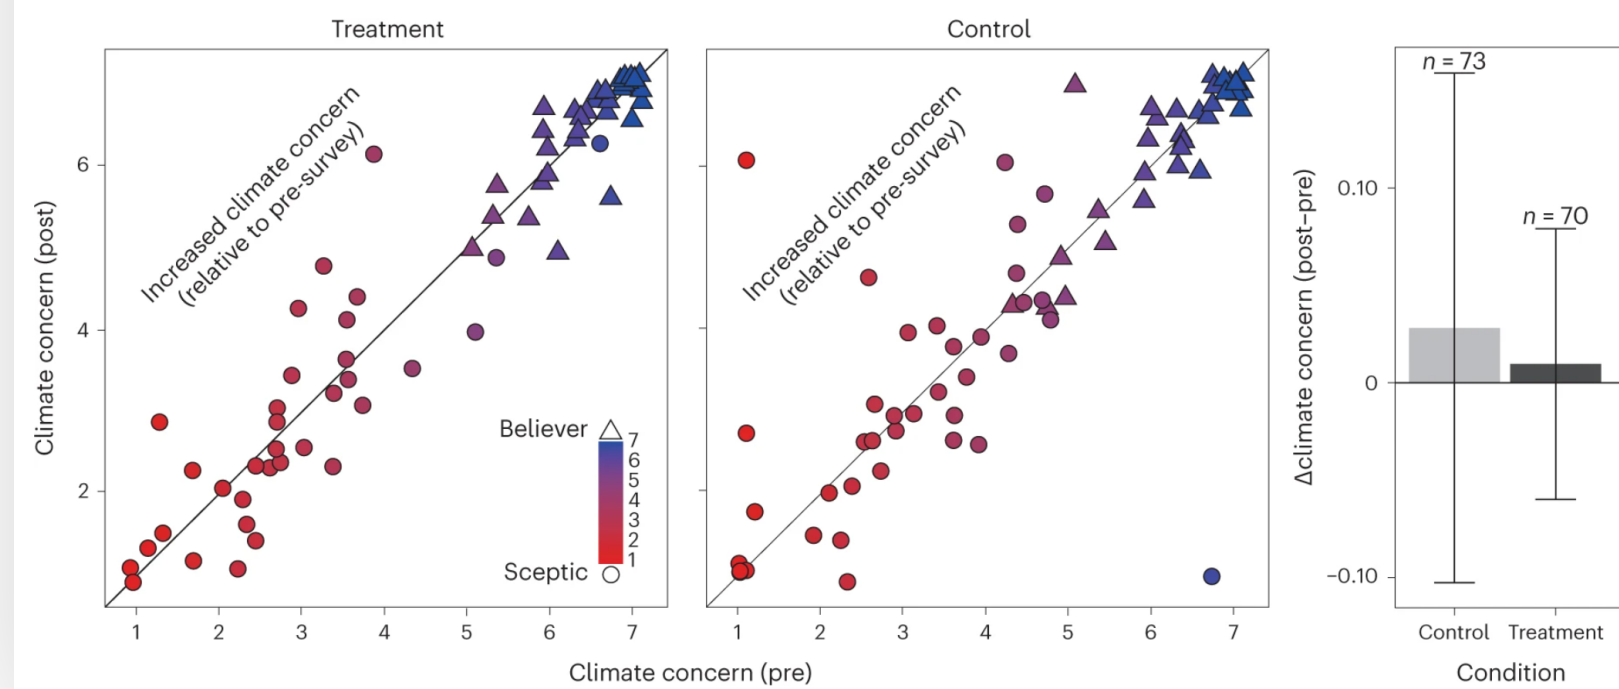 Treatment
Control
Climate concern (post)
6
4
2
Increased climate concern
(relative to pre-survey)
Believer
7
6
5
4
3
2
1
Sceptic
1 2 3 4 5 6 7
Increased climate concern
(relative to pre-survey)
1 2 3 4 5 6 7
Climate concern (pre)
Δclimate concern (post–pre)
0.10
0
−0.10
n = 73
n = 70
Control Treatment
Condition